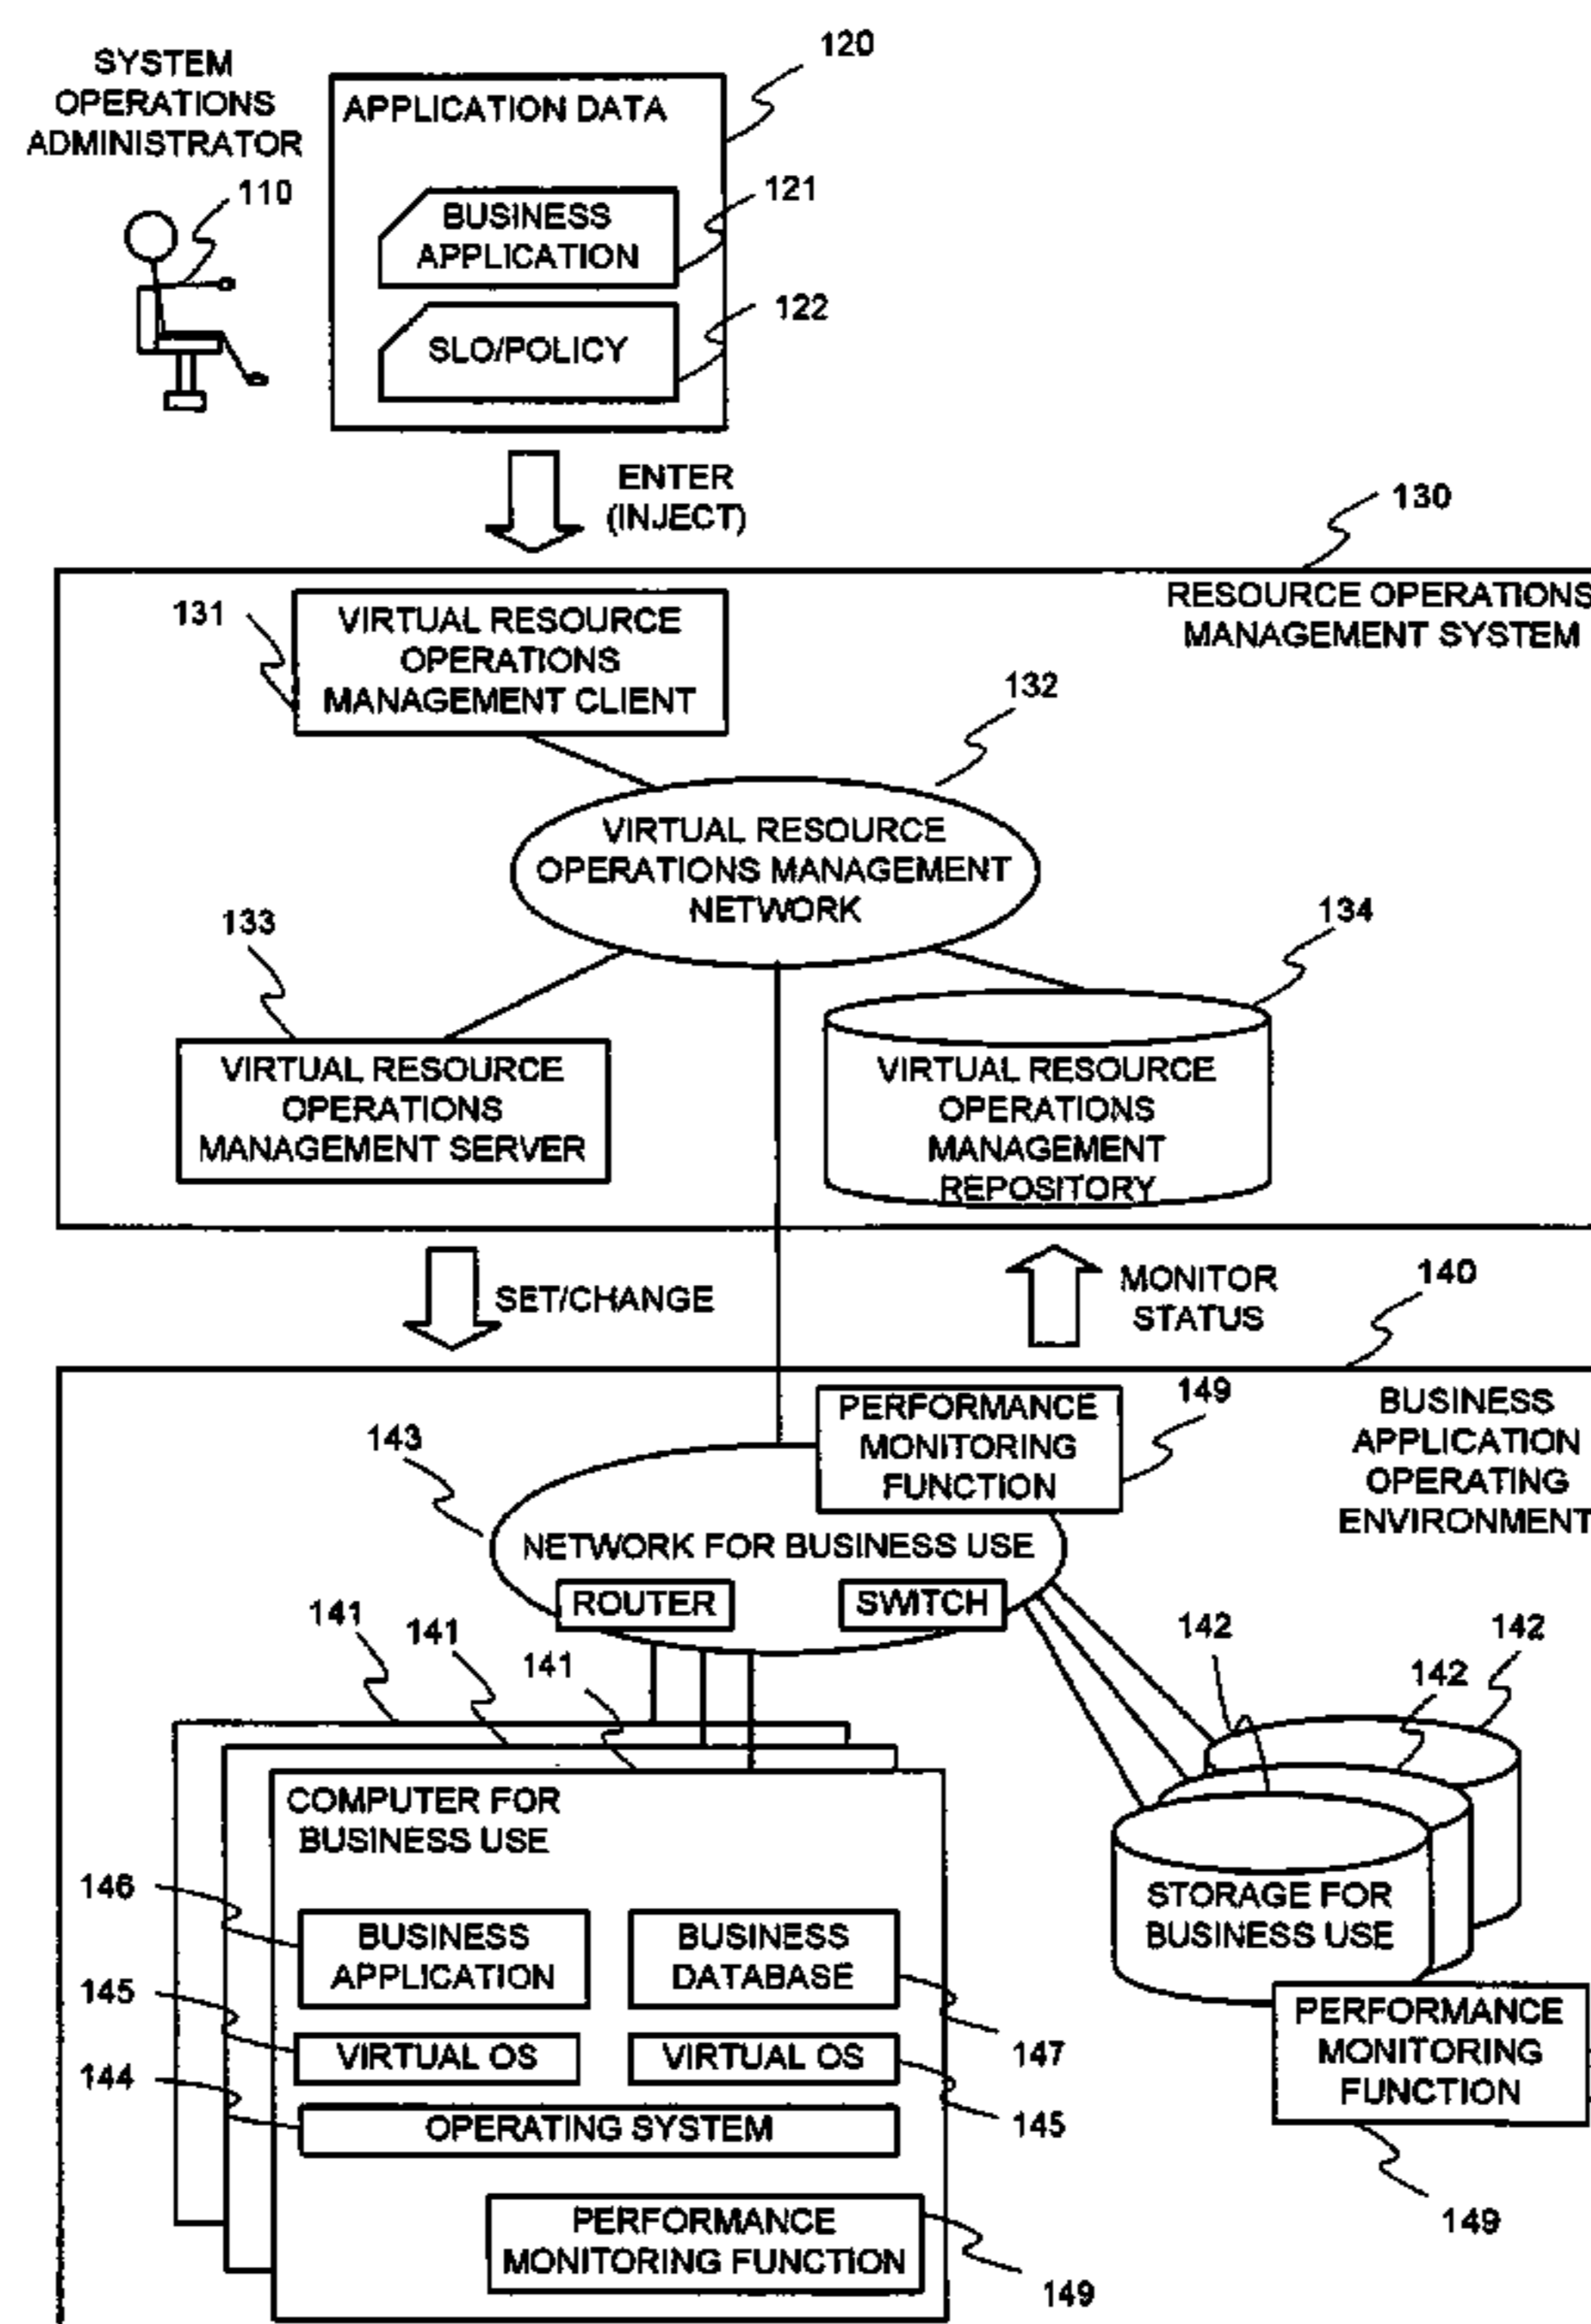 120
SYSTEM
OPERATIONS
ADMINISTRATOR
110
APPLICATION DATA
121
BUSINESS
APPLICATION
122
SLO/POLICY
ENTER
(INJECT)
130
RESOURCE OPERATIONS
MANAGEMENT SYSTEM
131
VIRTUAL RESOURCE
OPERATIONS
MANAGEMENT CLIENT
132
VIRTUAL RESOURCE
OPERATIONS MANAGEMENT
NETWORK
133
134
VIRTUAL RESOURCE
OPERATIONS
MANAGEMENT SERVER
VIRTUAL RESOURCE
OPERATIONS
MANAGEMENT
REPOSITORY
SET/CHANGE
MONITOR
STATUS
140
BUSINESS
APPLICATION
OPERATING
ENVIRONMENT
149
PERFORMANCE
MONITORING
FUNCTION
143
NETWORK FOR BUSINESS USE
ROUTER
SWITCH
141
141
141
142
142
142
COMPUTER FOR
BUSINESS USE
STORAGE FOR
BUSINESS USE
146
BUSINESS
APPLICATION
BUSINESS
DATABASE
145
VIRTUAL OS
VIRTUAL OS
147
144
OPERATING SYSTEM
145
PERFORMANCE
MONITORING
FUNCTION
149
PERFORMANCE
MONITORING FUNCTION
149